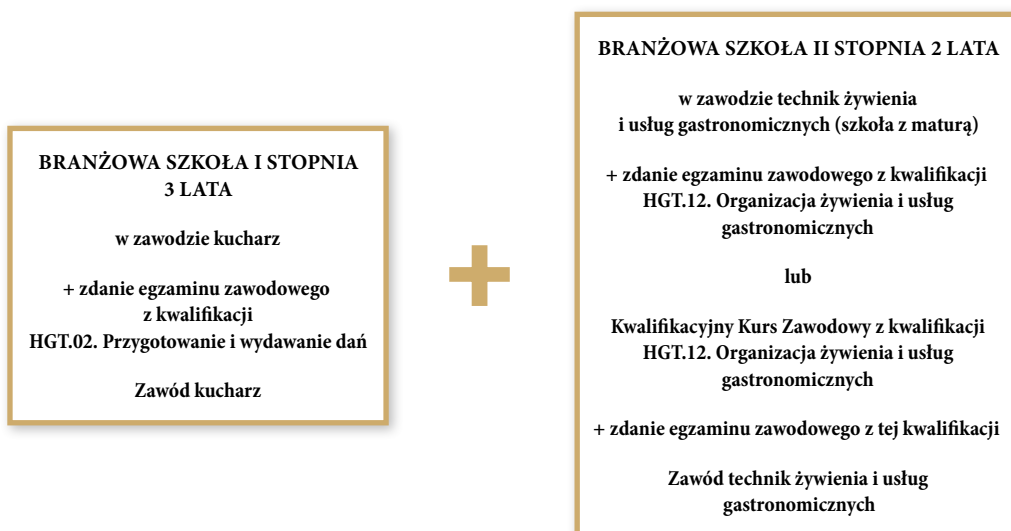 BRANŻOWA SZKOŁA I STOPNIA
3 LATA
w zawodzie kucharz
+ zdanie egzaminu zawodowego
z kwalifikacji
HGT.02. Przygotowanie i wydawanie dań
Zawód kucharz
+
BRANŻOWA SZKOŁA II STOPNIA 2 LATA
w zawodzie technik żywienia
i usług gastronomicznych (szkoła z maturą)
+ zdanie egzaminu zawodowego z kwalifikacji
HGT.12. Organizacja żywienia i usług
gastronomicznych
lub
Kwalifikacyjny Kurs Zawodowy z kwalifikacji
HGT.12. Organizacja żywienia i usług
gastronomicznych
+ zdanie egzaminu zawodowego z tej kwalifikacji
Zawód technik żywienia i usług
gastronomicznych